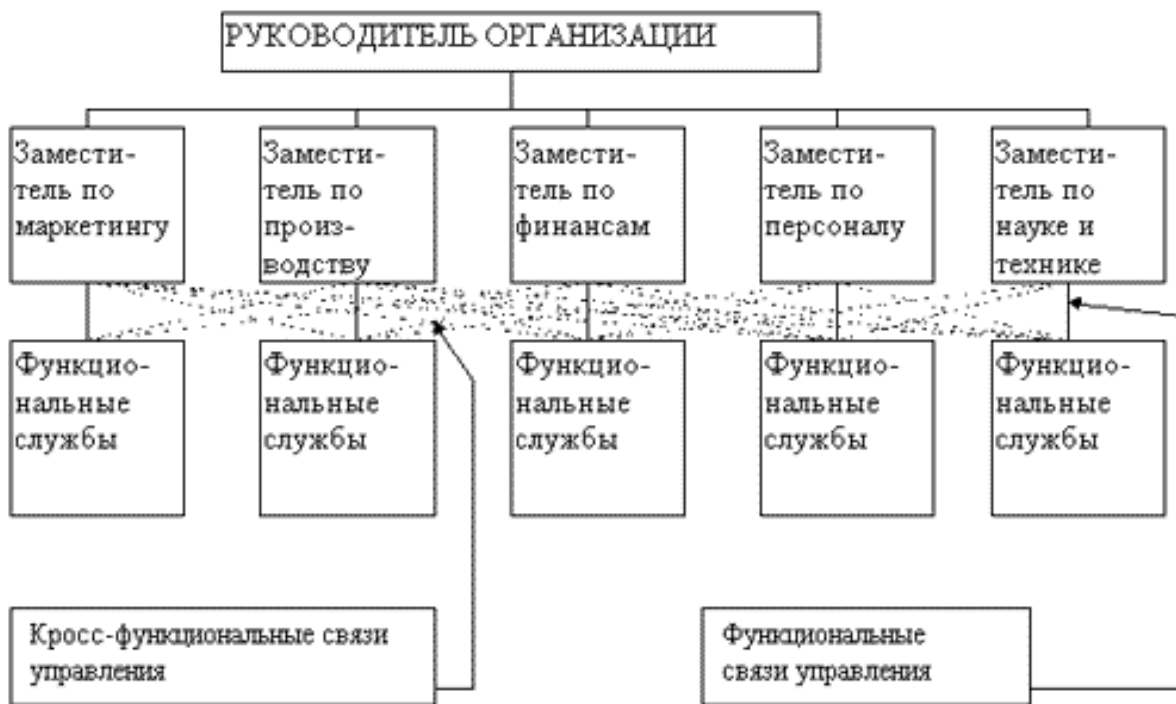 РУКОВОДИТЕЛЬ ОРГАНИЗАЦИИ
Замести-
тель по
маркетингу
Замести-
тель по
произ-
водству
Замести-
тель по
финансам
Замести-
тель по
персоналу
Замести-
тель по
науке и
технике
Функцио-
нальные
службы
Функцио-
нальные
службы
Функцио-
нальные
службы
Функцио-
нальные
службы
Функцио-
нальные
службы
Кросс-функциональные связи
управления
Функциональные
связи управления